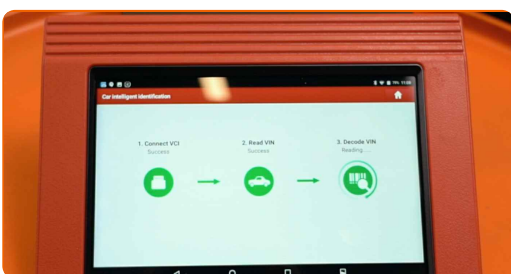 Car intelligent identification
1. Connect VCI
Success
2. Read VIN
Success
3. Decode VIN
Reading....